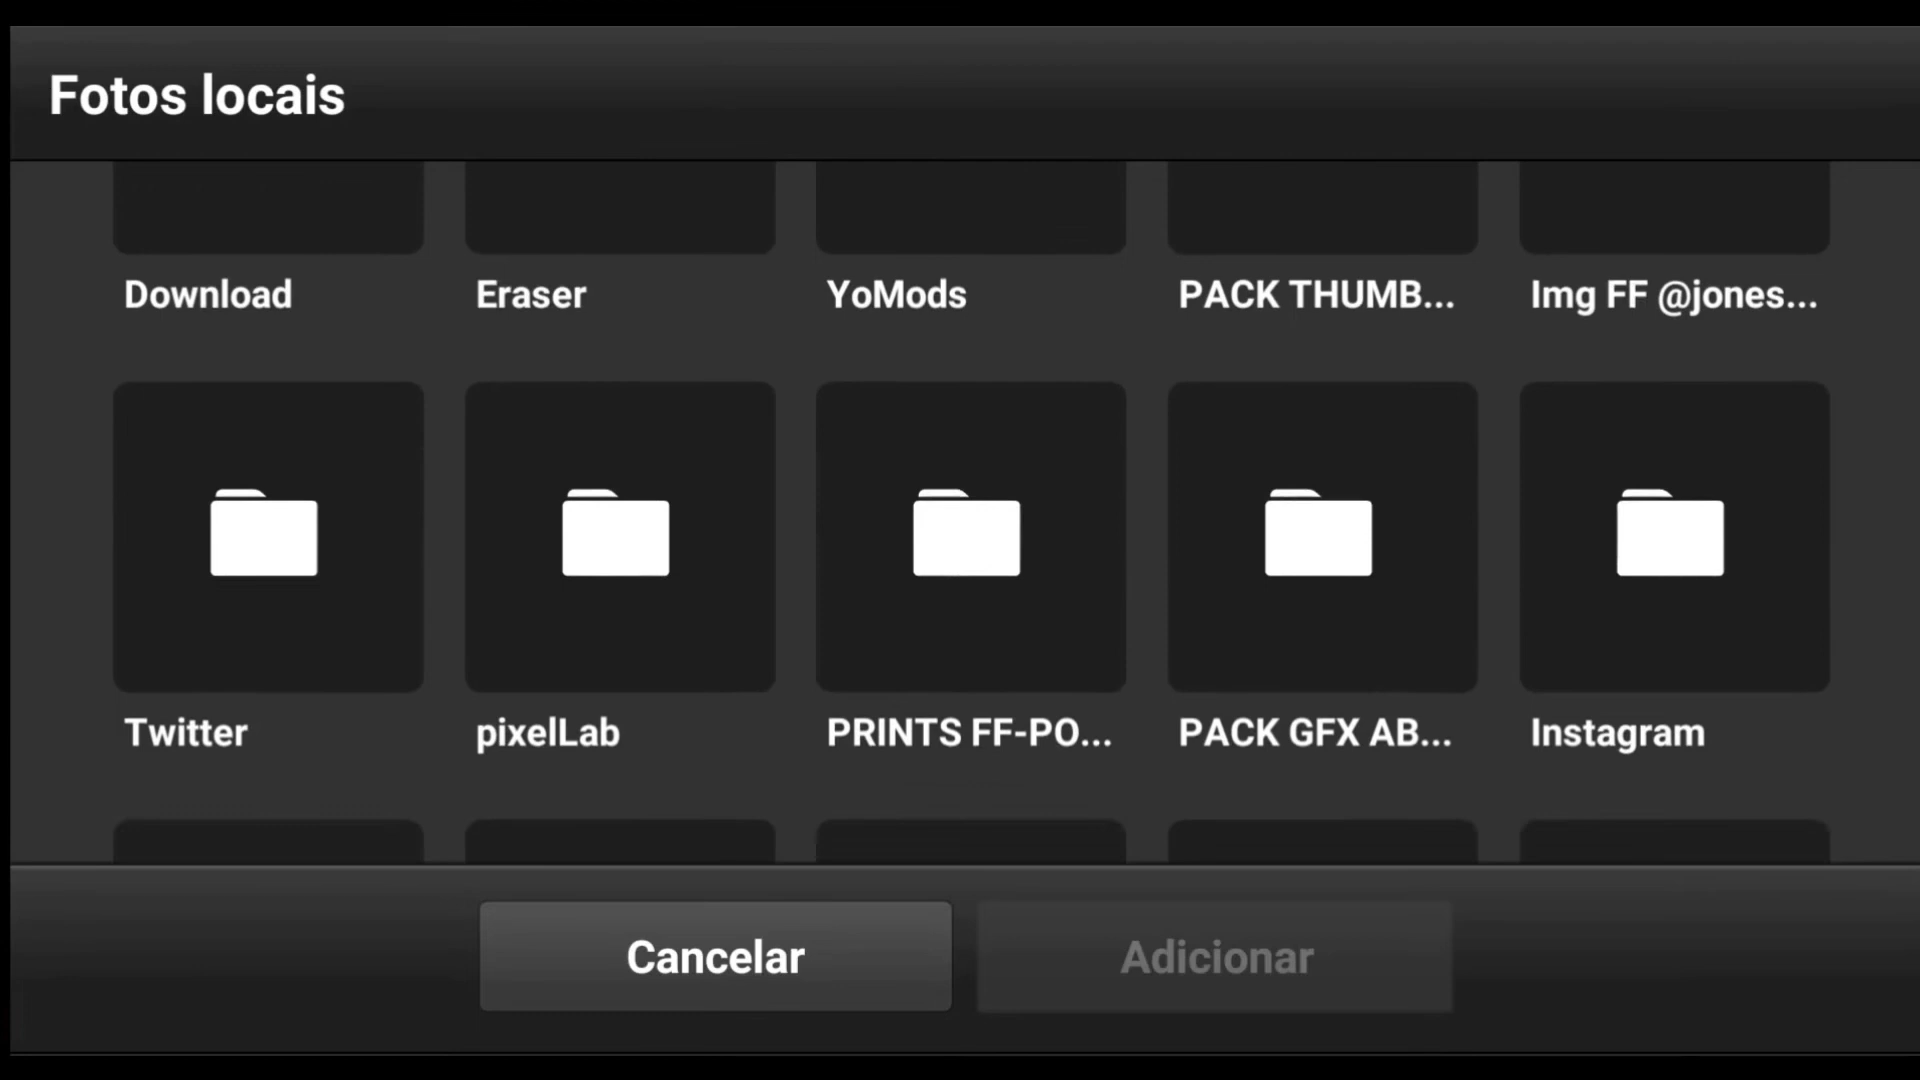 Fotos locais
Download
Eraser
YoMods
PACK THUMB...
Img FF @jones...
Twitter
pixelLab
PRINTS FF-PO...
PACK GFX AB...
Instagram
Cancelar
Adicionar